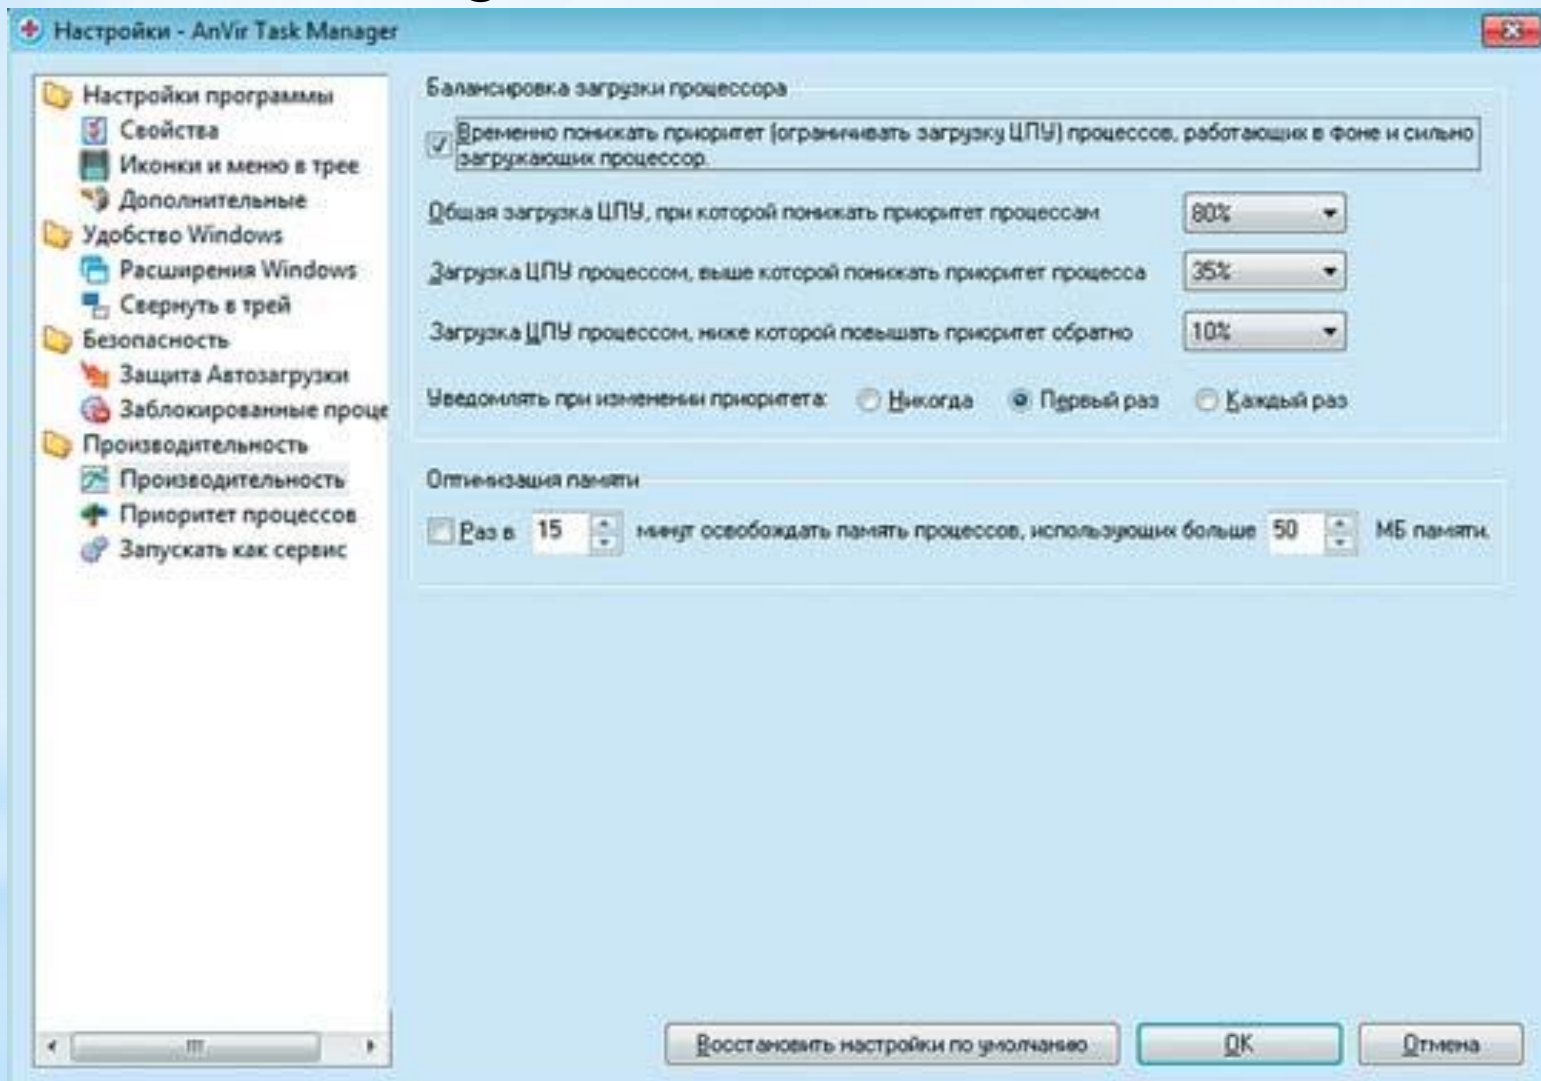 Настройки - AnVir Task Manager
Настройки программы
Свойства
Иконки и меню в трее
Дополнительные
Удобство Windows
Расширения Windows
Свернуть в трей
Безопасность
Защита Автозагрузки
Заблокированные проце
Производительность
Производительность
Приоритет процессов
Запускать как сервис
Балансировка загрузки процессора
Временно понижать приоритет (ограничивать загрузку ЦПУ) процессов, работающих в фоне и сильно
загружающих процессор.
Общая загрузка ЦПУ, при которой понижать приоритет процессам 80%
Загрузка ЦПУ процессом, выше которой понижать приоритет процесса 35%
Загрузка ЦПУ процессом, ниже которой повышать приоритет обратно 10%
Уведомлять при изменении приоритета: Никогда Первый раз Каждый раз
Оптимизация памяти
Раз в 15 минут освобождать память процессов, использующих больше 50 МБ памяти.
Восстановить настройки по умолчанию OK Отмена